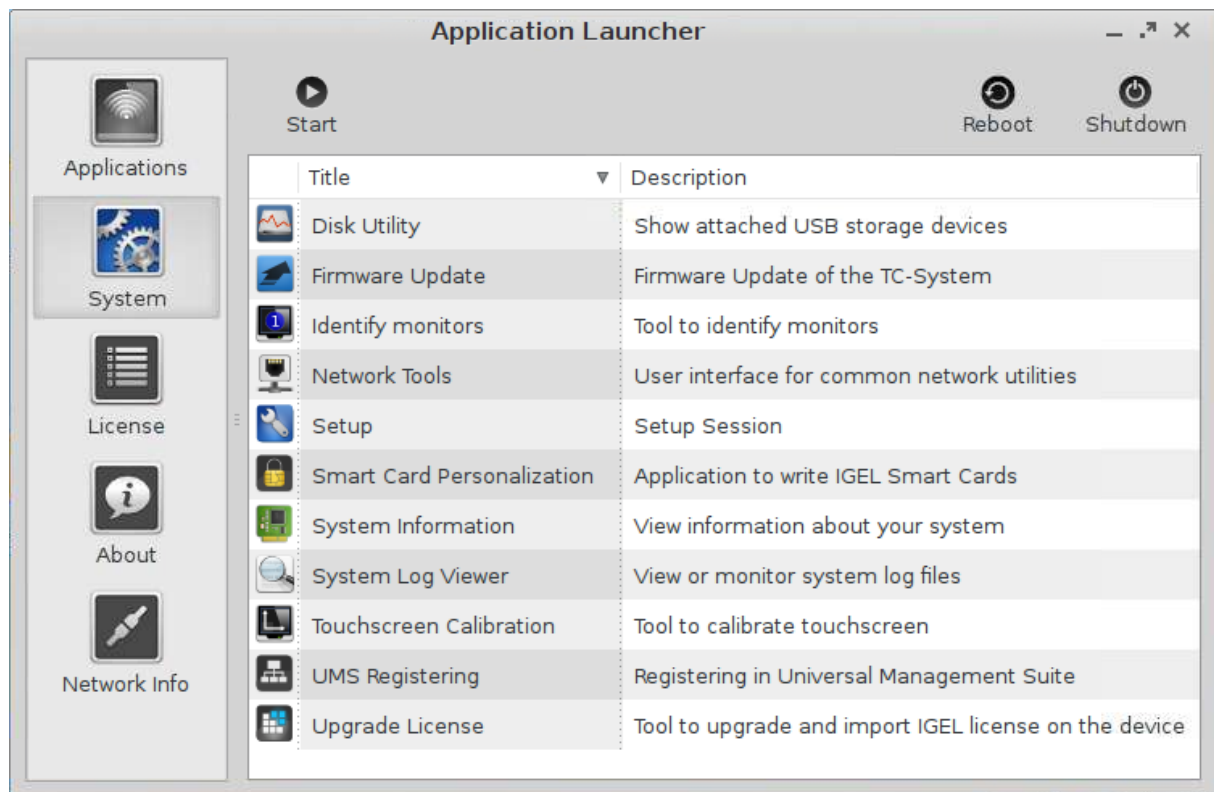 Application Launcher
Start
Reboot
Shutdown
Applications
System
License
About
Network Info
Title Description
Disk Utility Show attached USB storage devices
Firmware Update Firmware Update of the TC-System
1 Identify monitors Tool to identify monitors
Network Tools User interface for common network utilities
Setup Setup Session
Smart Card Personalization Application to write IGEL Smart Cards
System Information View information about your system
System Log Viewer View or monitor system log files
Touchscreen Calibration Tool to calibrate touchscreen
UMS Registering Registering in Universal Management Suite
Upgrade License Tool to upgrade and import IGEL license on the device